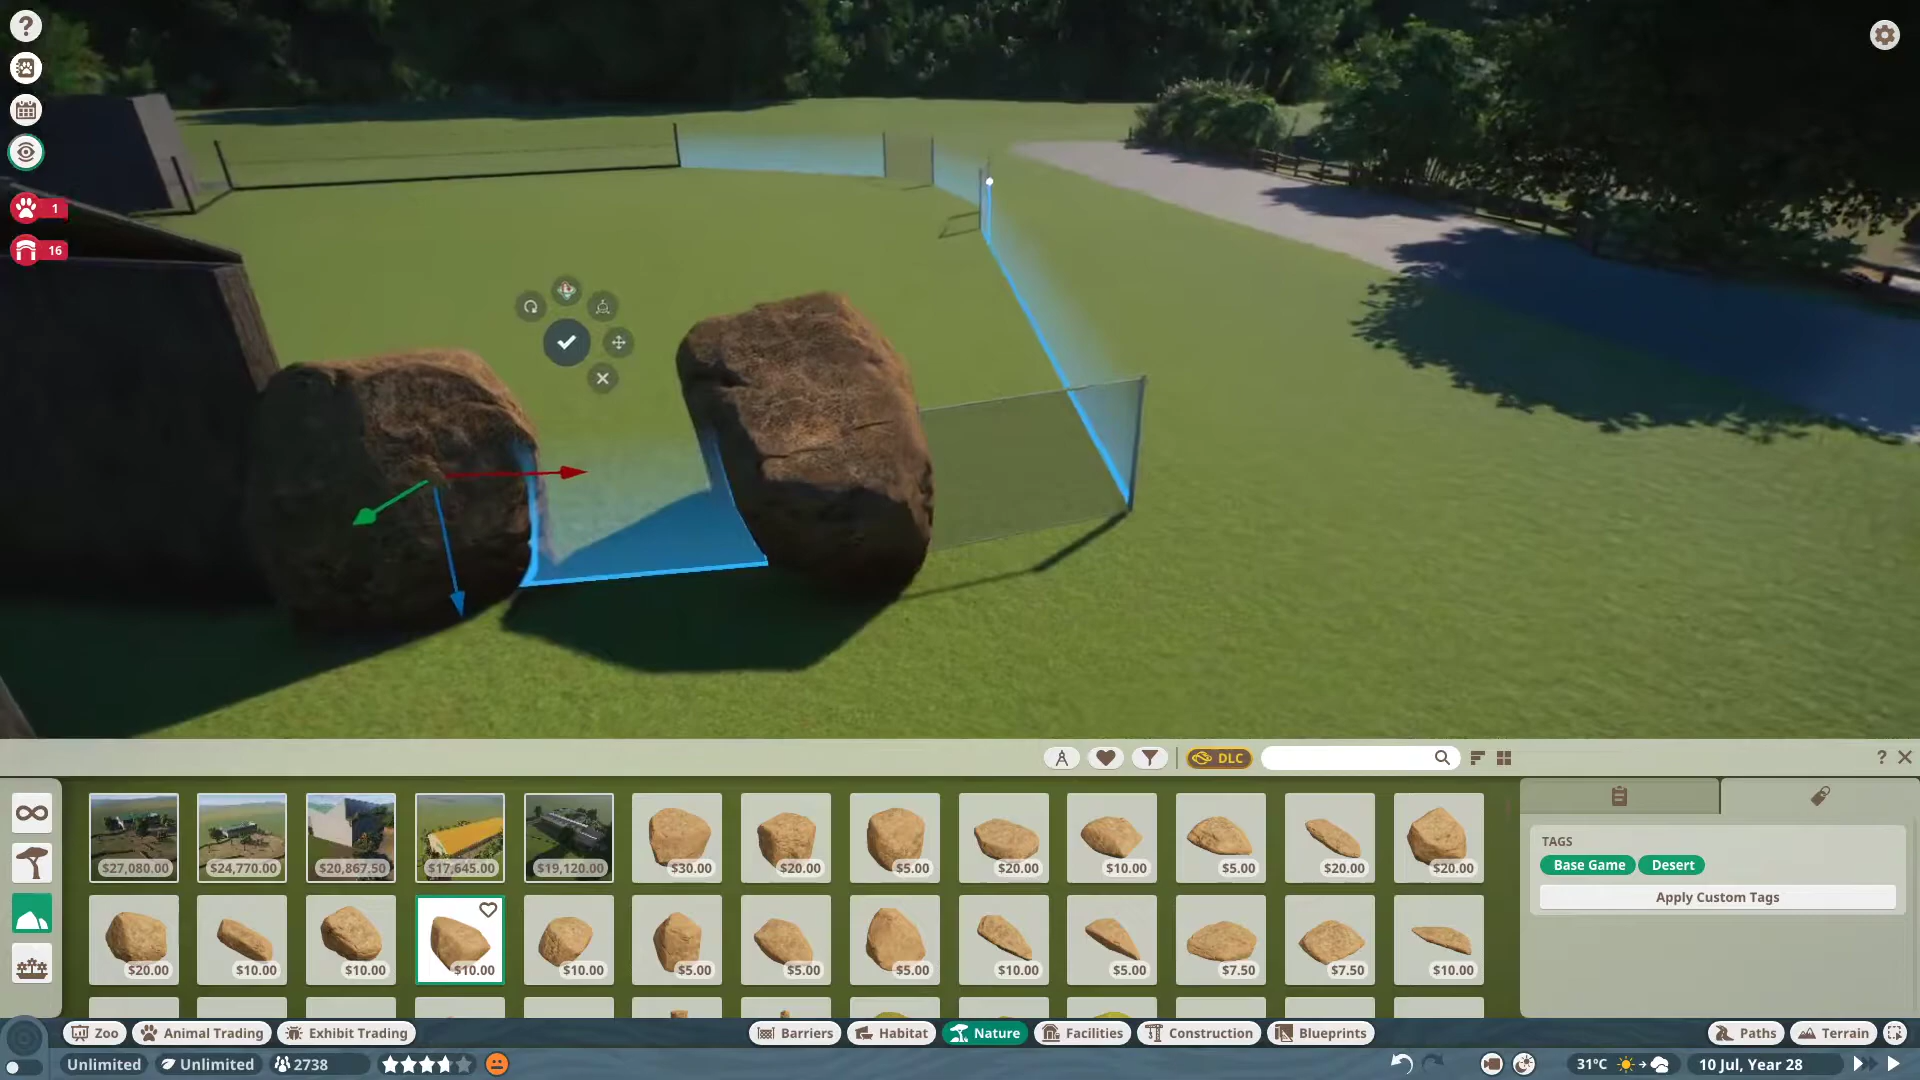 ?
1
16
DLC
?
$27,080.00 $24,770.00 $20,867.50 $17,645.00 $19,120.00 $30.00 $20.00 $5.00 $20.00 $10.00 $5.00 $20.00 $20.00
TAGS
Base Game Desert
Apply Custom Tags
$20.00 $10.00 $10.00 $10.00 $10.00 $5.00 $5.00 $5.00 $10.00 $5.00 $7.50 $7.50 $10.00
Zoo Animal Trading Exhibit Trading Barriers Habitat Nature Facilities Construction Blueprints Paths Terrain
Unlimited Unlimited 2738 31°C 10 Jul, Year 28